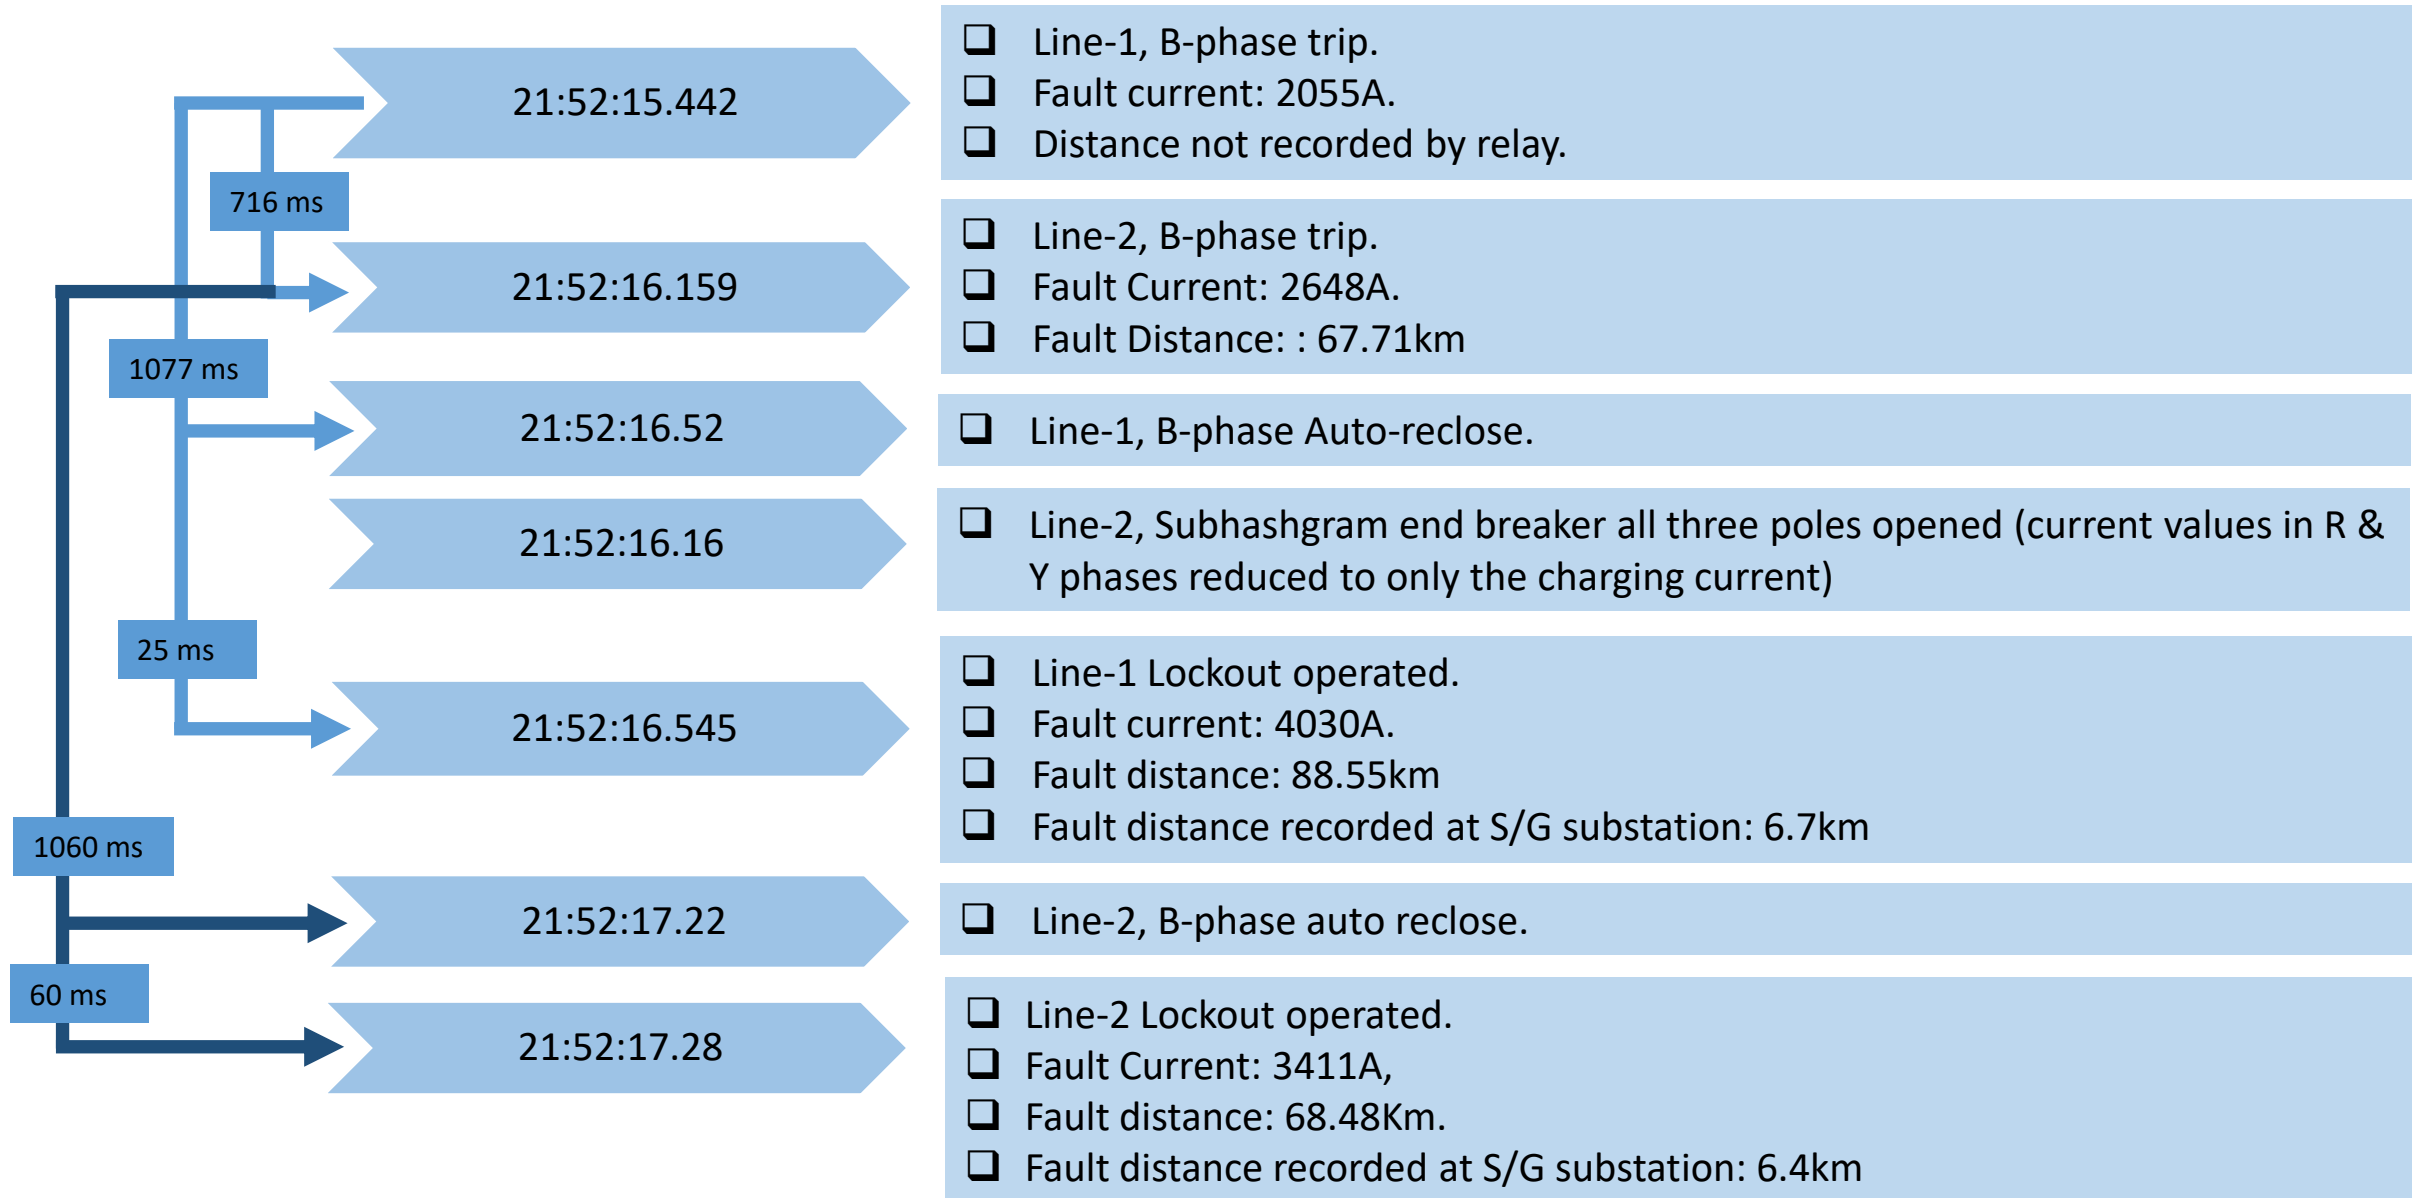 21:52:15.442
❑ Line-1, B-phase trip.
❑ Fault current: 2055A.
❑ Distance not recorded by relay.
716 ms
21:52:16.159
❑ Line-2, B-phase trip.
❑ Fault Current: 2648A.
❑ Fault Distance: : 67.71km
1077 ms
21:52:16.52
❑ Line-1, B-phase Auto-reclose.
21:52:16.16
❑ Line-2, Subhashgram end breaker all three poles opened (current values in R &
Y phases reduced to only the charging current)
25 ms
21:52:16.545
❑ Line-1 Lockout operated.
❑ Fault current: 4030A.
❑ Fault distance: 88.55km
❑ Fault distance recorded at S/G substation: 6.7km
1060 ms
21:52:17.22
❑ Line-2, B-phase auto reclose.
60 ms
21:52:17.28
❑ Line-2 Lockout operated.
❑ Fault Current: 3411A,
❑ Fault distance: 68.48Km.
❑ Fault distance recorded at S/G substation: 6.4km